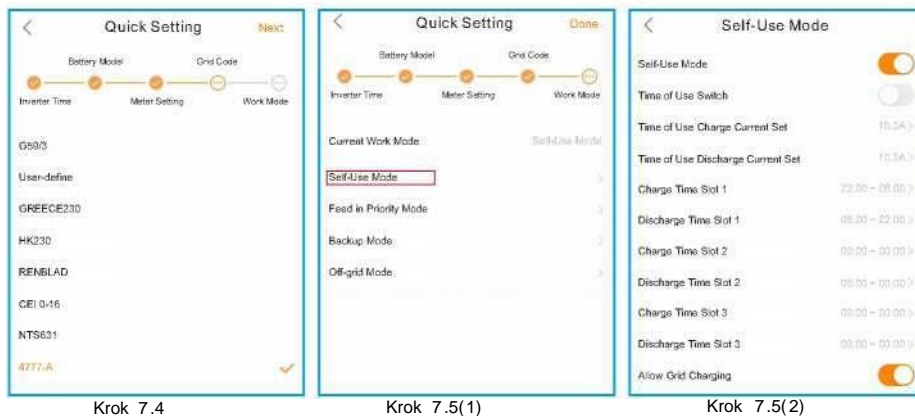 Quick Setting Next
Battery Model Grid Code
Inverter Time Meter Setting Work Mode
G59/3
User-define
GREECE230
HK230
RENBLAD
CEI 0-16
NTS631
4777-A
Krok 7.4
Quick Setting Done
Battery Model Grid Code
Inverter Time Meter Setting Work Mode
Current Work Mode Self-Use Mode
Self-Use Mode
Feed in Priority Mode
Backup Mode
Off-grid Mode
Krok 7.5(1)
Self-Use Mode
Self-Use Mode
Time of Use Switch
Time of Use Charge Current Set 10.0A
Time of Use Discharge Current Set 10.0A
Charge Time Slot 1 22:00 - 08:00
Discharge Time Slot 1 08:00 - 22:00
Charge Time Slot 2 00:00 - 00:00
Discharge Time Slot 2 00:00 - 00:00
Charge Time Slot 3 00:00 - 00:00
Discharge Time Slot 3 00:00 - 00:00
Allow Grid Charging
Krok 7.5(2)